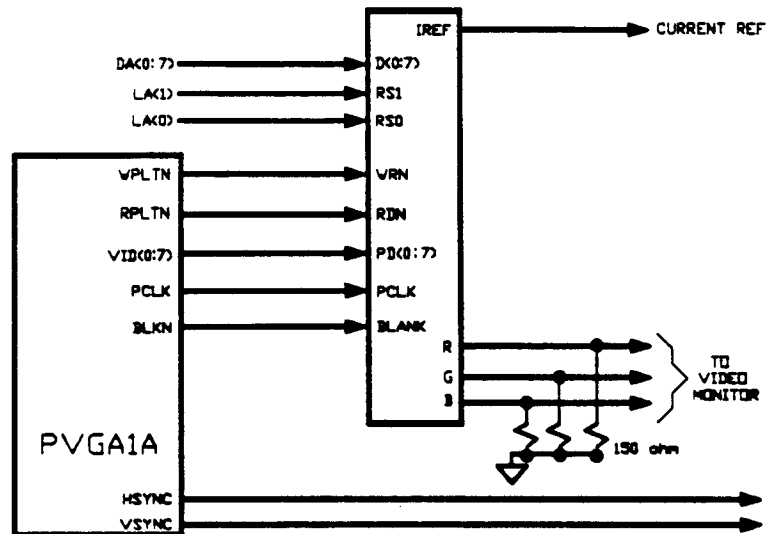 IREF CURRENT REF
DA(0:7) D(0:7)
LA(1) RS1
LA(0) RS0
WPLTN WRN
RPLTN RDN
VID(0:7) PD(0:7)
PCLK PCLK
BLKN BLANK
R
G
B
TO
VIDEO
MONITOR
150 ohm
PVGA1A
HSYNC
VSYNC